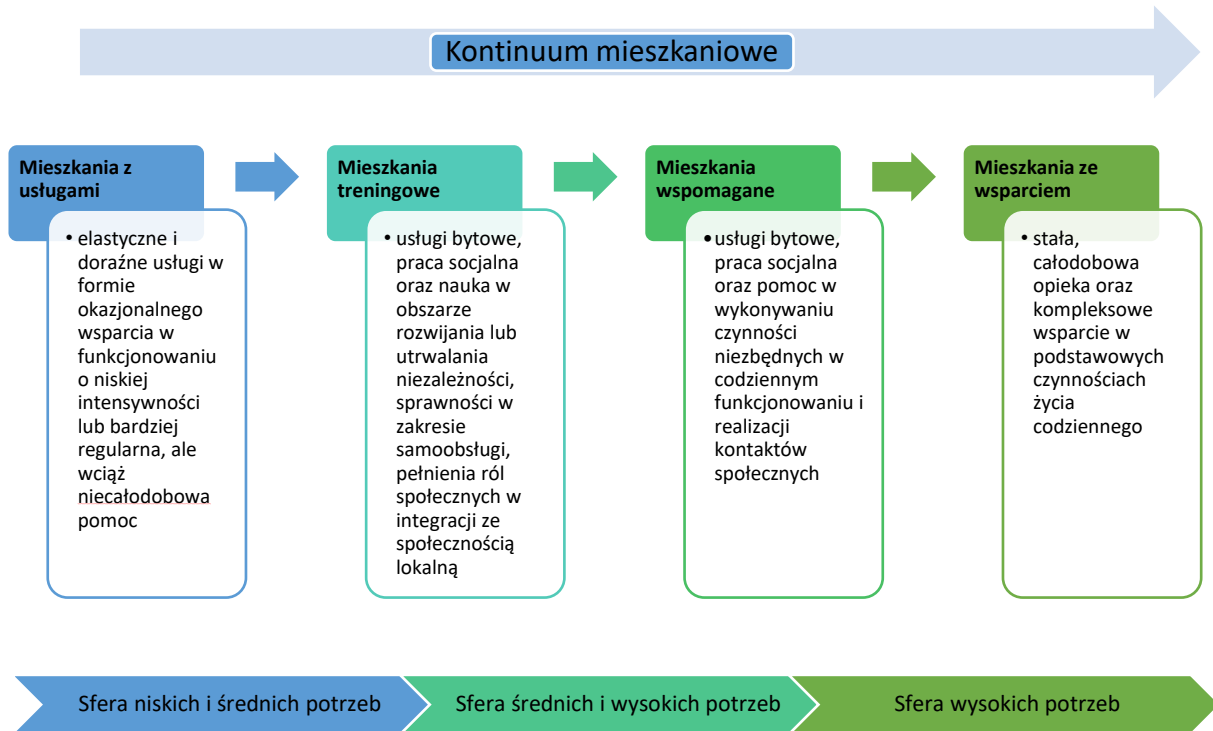 Kontinuum mieszkaniowe
Mieszkania z
usługami
• elastyczne i
doraźne usługi w
formie
okazjonalnego
wsparcia w
funkcjonowaniu
o niskiej
intensywności
lub bardziej
regularna, ale
wciąż
niecałodobowa
pomoc
Mieszkania
treningowe
• usługi bytowe,
praca socjalna
oraz nauka w
obszarze
rozwijania lub
utrwalania
niezależności,
sprawności w
zakresie
samoobsługi,
pełnienia ról
społecznych w
integracji ze
społecznością
lokalną
Mieszkania
wspomagane
•usługi bytowe,
praca socjalna
oraz pomoc w
wykonywaniu
czynności
niezbędnych w
codziennym
funkcjonowaniu i
realizacji
kontaktów
społecznych
Mieszkania ze
wsparciem
• stała,
całodobowa
opieka oraz
kompleksowe
wsparcie w
podstawowych
czynnościach
życia
codziennego
Sfera niskich i średnich potrzeb
Sfera średnich i wysokich potrzeb
Sfera wysokich potrzeb